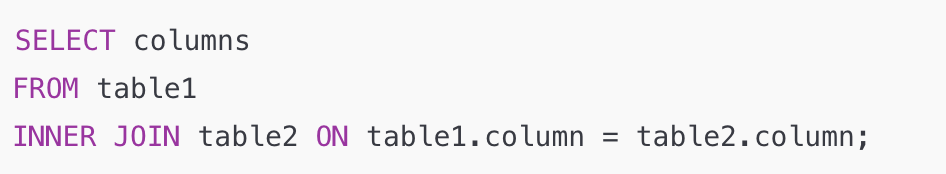 SELECT columns
FROM table1
INNER JOIN table2 ON table1.column = table2.column;